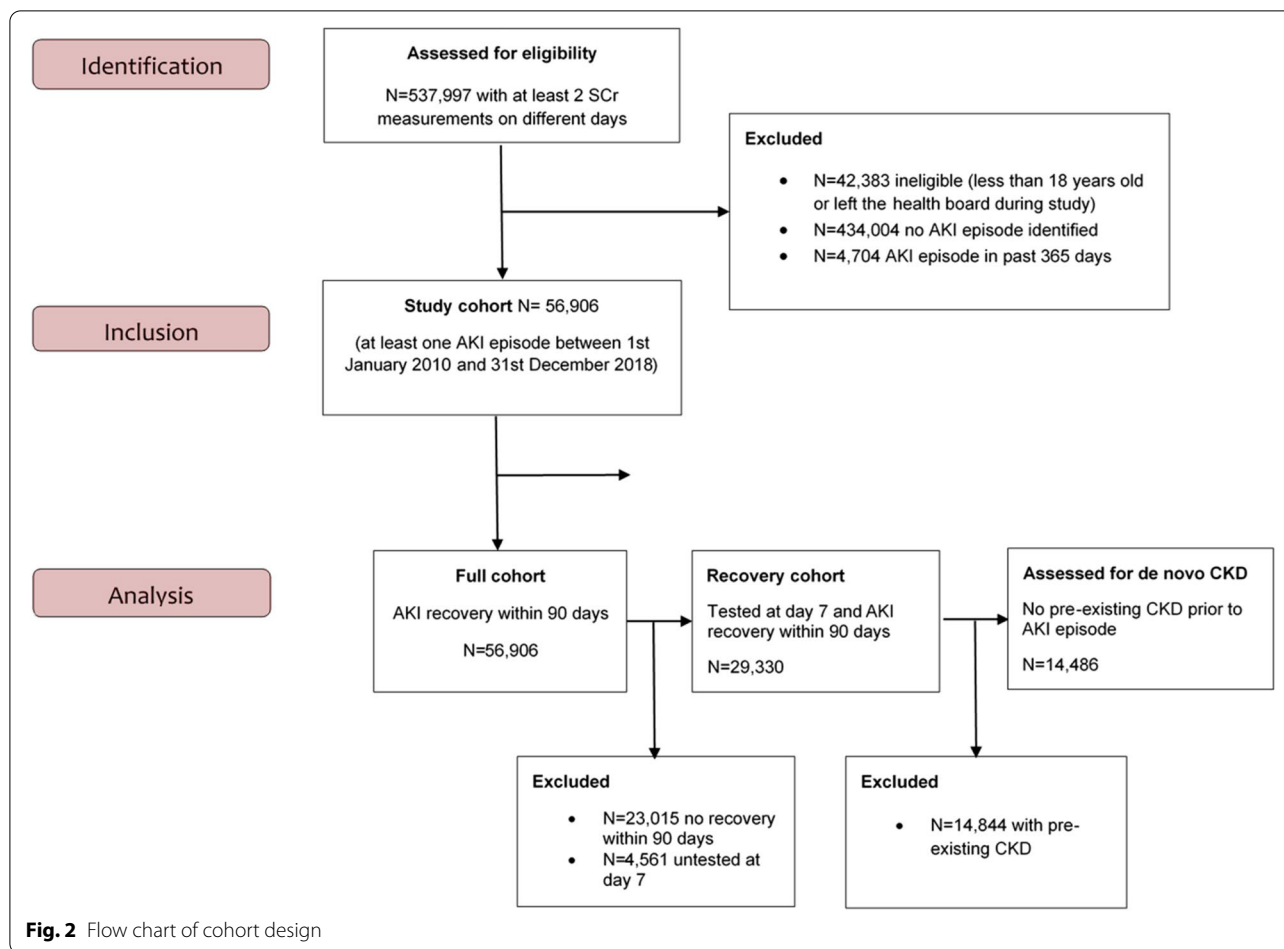 Identification
Assessed for eligibility
N=537,997 with at least 2 SCr
measurements on different days
Excluded
• N=42,383 ineligible (less than 18 years old
or left the health board during study)
• N=434,004 no AKI episode identified
• N=4,704 AKI episode in past 365 days
Inclusion
Study cohort N= 56,906
(at least one AKI episode between 1st
January 2010 and 31st December 2018)
Analysis
Full cohort
AKI recovery within 90 days
N=56,906
Recovery cohort
Tested at day 7 and AKI
recovery within 90 days
N=29,330
Assessed for de novo CKD
No pre-existing CKD prior to
AKI episode
N=14,486
Excluded
• N=23,015 no recovery
within 90 days
• N=4,561 untested at
day 7
Excluded
• N=14,844 with pre-
existing CKD
Fig. 2 Flow chart of cohort design